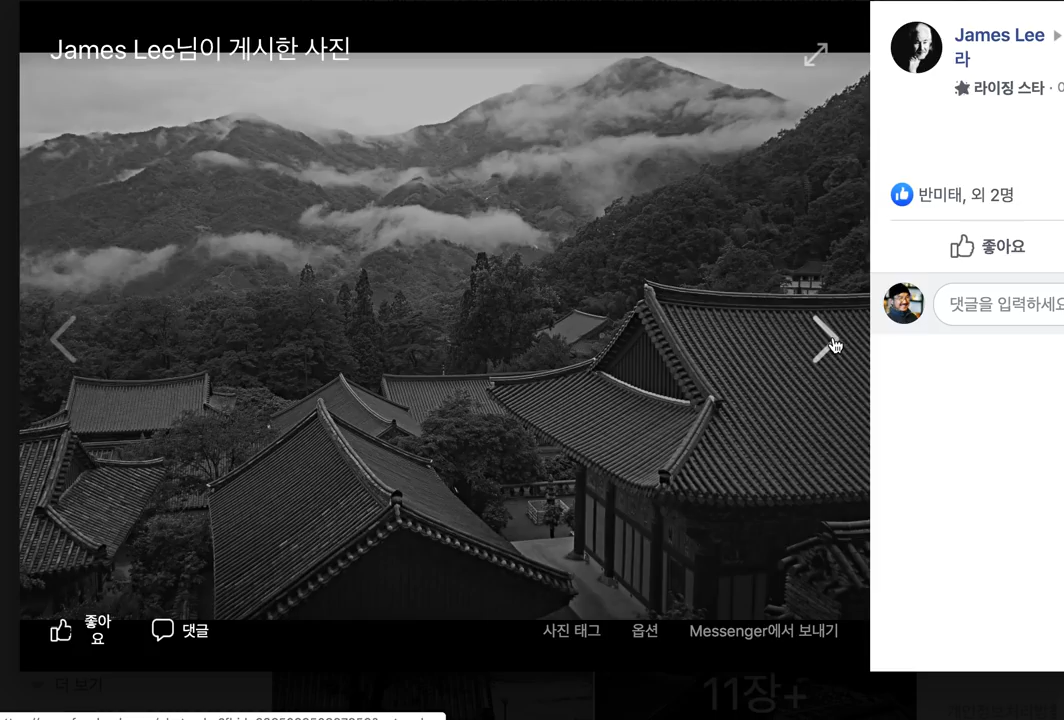 James Lee님이 게시한 사진
James Lee
라
라이징 스타 ·
반미태, 외 2명
좋아요
댓글을 입력하세요
좋아
요
댓글
사진 태그
옵션
Messenger에서 보내기
더 보기
11장+